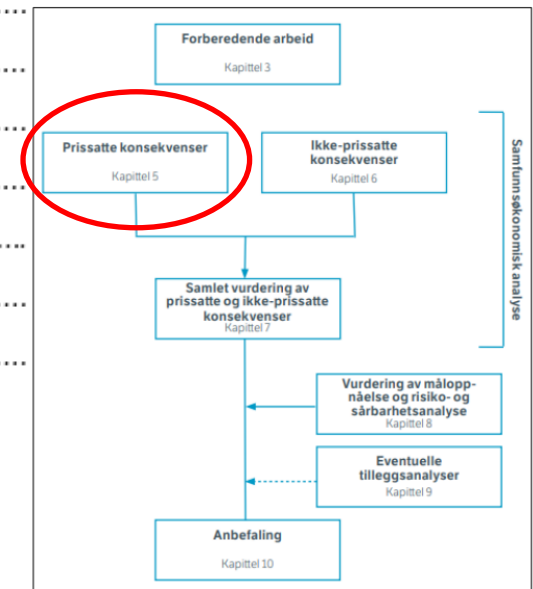 Forberedende arbeid
Kapittel 3
Prissatte konsekvenser
Kapittel 5
Ikke-prissatte
konsekvenser
Kapittel 6
Samfunnsøkonomisk analyse
Samlet vurdering av
prissatte og ikke-prissatte
konsekvenser
Kapittel 7
Vurdering av målopp-
nåelse og risiko- og
sårbarhetsanalyse
Kapittel 8
Eventuelle
tilleggsanalyser
Kapittel 9
Anbefaling
Kapittel 10